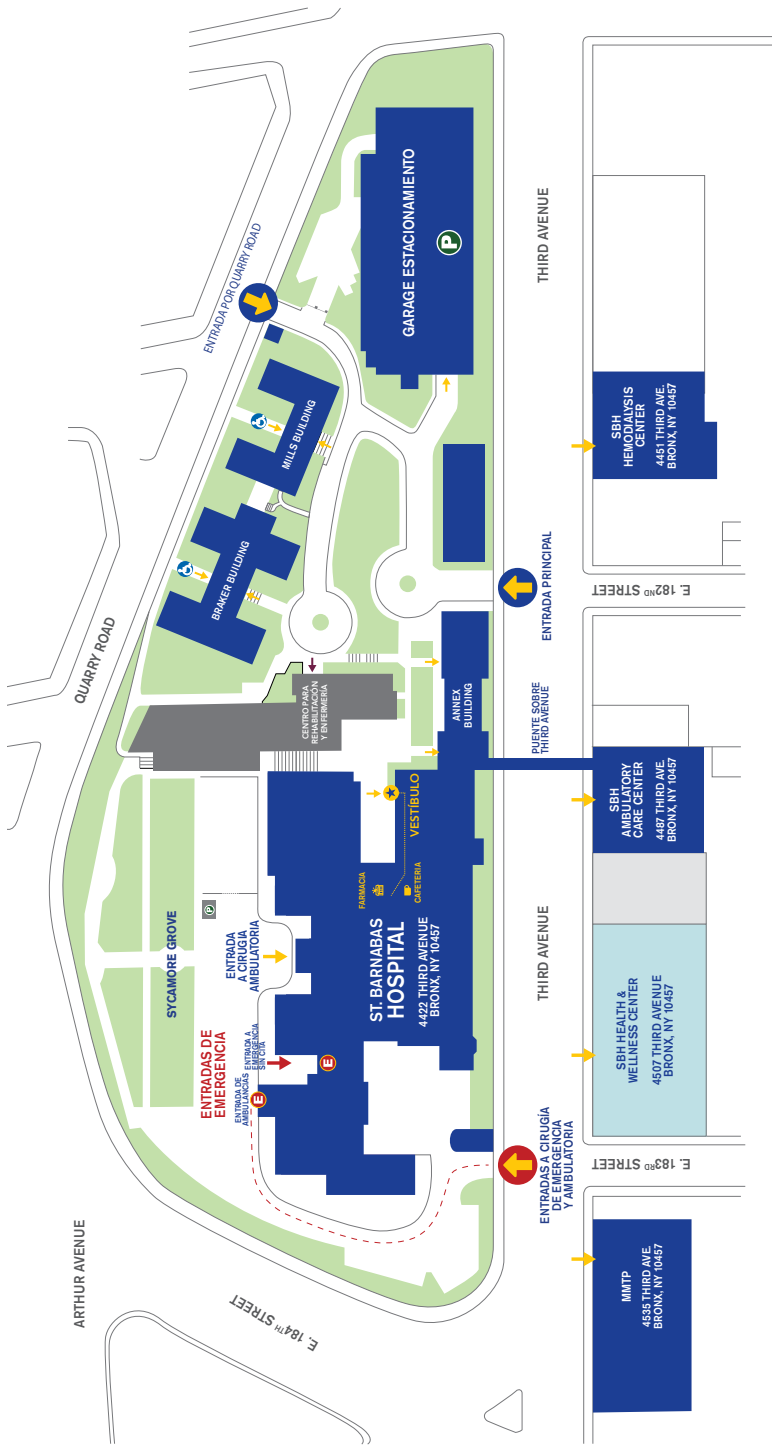 ARTHUR AVENUE
E. 184TH STREET
QUARRY ROAD
ENTRADA POR QUARRY ROAD
SYCAMORE GROVE
P
ENTRADAS DE
EMERGENCIA
ENTRADA DE
AMBULANCIAS
E
ENTRADA A
EMERGENCIA
SIN CITA
E
ENTRADA
A CIRUGIA
AMBULATORIA
ST. BARNABAS
HOSPITAL
4422 THIRD AVENUE
BRONX, NY 10457
FARMACIA
CAFETERIA
VESTÍBULO
CENTRO PARA
REHABILITACIÓN
Y ENFERMERÍA
BRAKER BUILDING
MILLS BUILDING
ANNEX
BUILDING
GARAGE ESTACIONAMIENTO
P
ENTRADAS A CIRUGÍA
DE EMERGENCIA
Y AMBULATORIA
THIRD AVENUE
PUENTE SOBRE
THIRD AVENUE
ENTRADA PRINCIPAL
THIRD AVENUE
MMTP
4535 THIRD AVE.
BRONX, NY 10457
E. 183RD STREET
SBH HEALTH &
WELLNESS CENTER
4507 THIRD AVENUE
BRONX, NY 10457
SBH
AMBULATORY
CARE CENTER
4487 THIRD AVE.
BRONX, NY 10457
E. 182ND STREET
SBH
HEMODIALYSIS
CENTER
4451 THIRD AVE.
BRONX, NY 10457